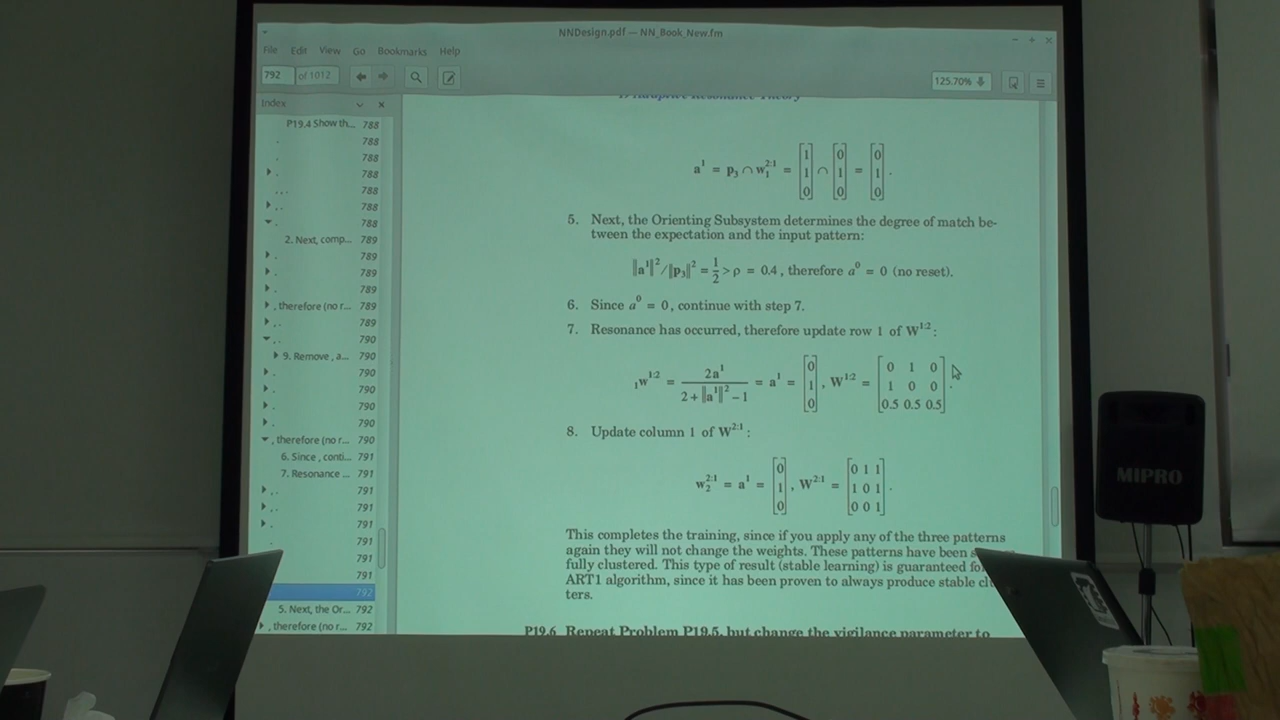 NNDesign.pdf — NN_Book_New.fm
File Edit View Go Bookmarks Help
792 of 1012
125.70%
Index
P19.4 Show th... 788
. 788
. 788
. 788
... 788
.. 788
. 788
2. Next, comp... 789
. 789
. 789
. 789
, therefore (no r... 789
.. 789
.. 790
9. Remove , a... 790
. 790
. 790
. 790
. 790
, therefore (no r... 790
6. Since , conti... 791
7. Resonance ... 791
.. 791
. 791
. 791
791
791
791
792
5. Next, the Or... 792
, therefore (no r... 792
a¹ = p₃ ∩ w₁²:¹ = [1 1 0] ∩ [0 1 0] = [0 1 0] .
5. Next, the Orienting Subsystem determines the degree of match be-
tween the expectation and the input pattern:
‖a¹‖²/‖p₃‖² = 1/2 > ρ = 0.4 , therefore a⁰ = 0 (no reset).
6. Since a⁰ = 0, continue with step 7.
7. Resonance has occurred, therefore update row 1 of W¹:²:
₁w¹:² = 2a¹ / (2 + ‖a¹‖² – 1) = a¹ = [0 1 0] , W¹:² = [0 1 0; 1 0 0; 0.5 0.5 0.5] .
8. Update column 1 of W²:¹:
w₂²:¹ = a¹ = [0 1 0] , W²:¹ = [0 1 1; 1 0 1; 0 0 1] .
This completes the training, since if you apply any of the three patterns
again they will not change the weights. These patterns have been
fully clustered. This type of result (stable learning) is guaranteed
ART1 algorithm, since it has been proven to always produce stable
ters.
P19.6 Repeat Problem P19.5, but change the vigilance parameter to
MIPRO